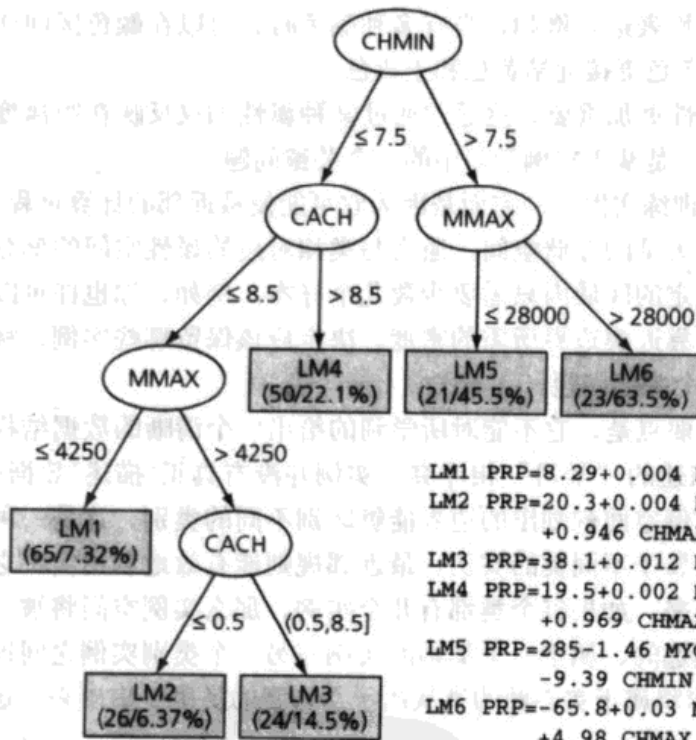 CHMIN
≤ 7.5
> 7.5
CACH
MMAX
≤ 8.5
> 8.5
≤ 28000
> 28000
MMAX
LM4
(50/22.1%)
LM5
(21/45.5%)
LM6
(23/63.5%)
≤ 4250
> 4250
LM1
(65/7.32%)
CACH
≤ 0.5
(0.5,8.5]
LM2
(26/6.37%)
LM3
(24/14.5%)
LM1 PRP=8.29+0.004
LM2 PRP=20.3+0.004
+0.946 CHMA
LM3 PRP=38.1+0.012
LM4 PRP=19.5+0.002
+0.969 CHMA
LM5 PRP=285-1.46 MY
-9.39 CHMIN
LM6 PRP=-65.8+0.03
+4.98 CHMAX